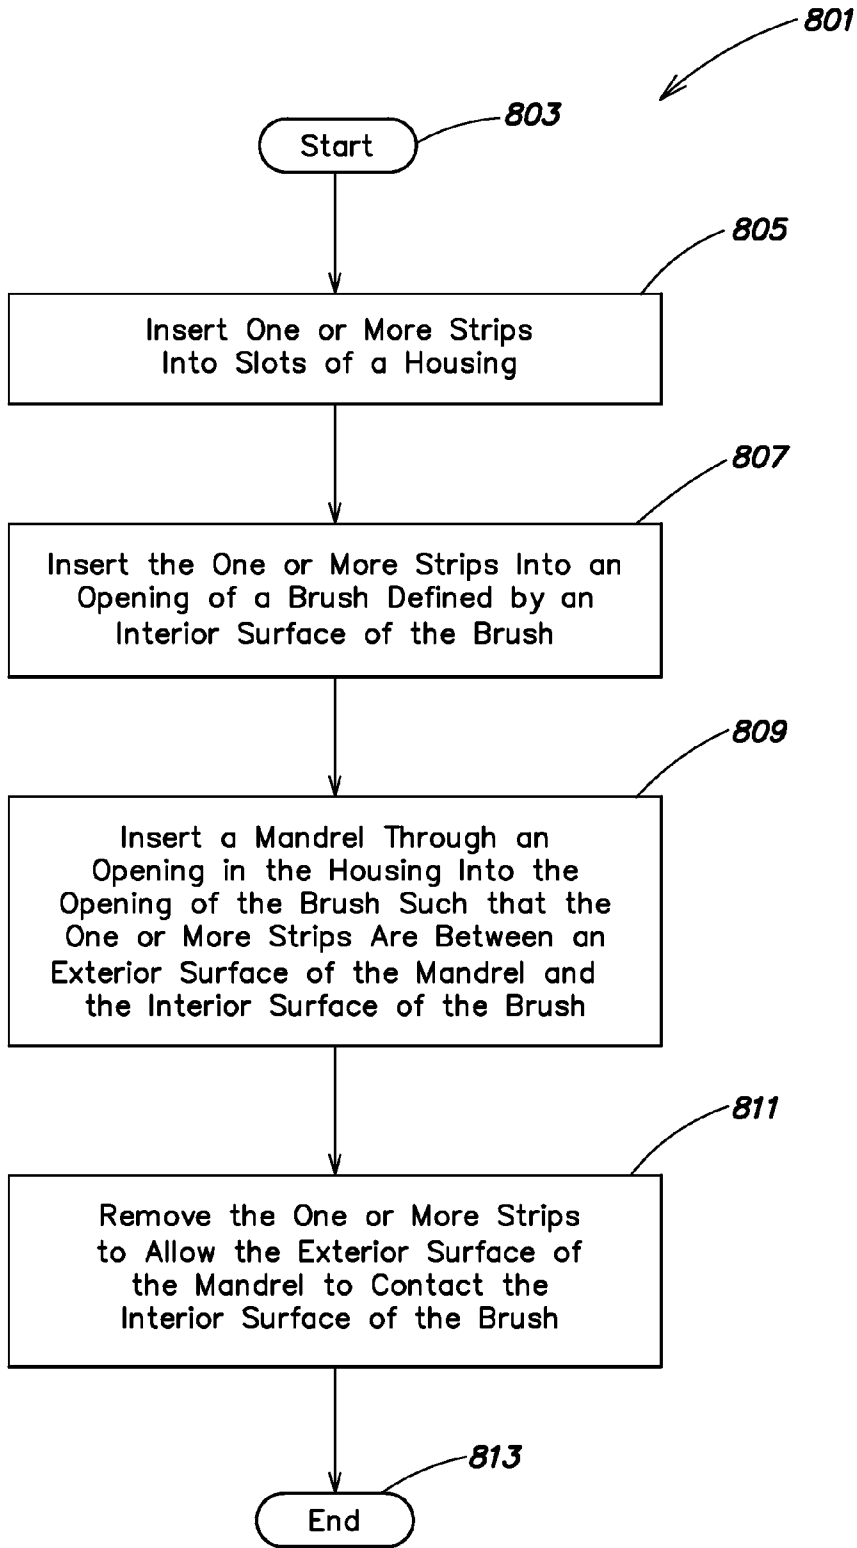 801
803
Start
805
Insert One or More Strips
Into Slots of a Housing
807
Insert the One or More Strips Into an
Opening of a Brush Defined by an
Interior Surface of the Brush
809
Insert a Mandrel Through an
Opening in the Housing Into the
Opening of the Brush Such that the
One or More Strips Are Between an
Exterior Surface of the Mandrel and
the Interior Surface of the Brush
811
Remove the One or More Strips
to Allow the Exterior Surface of
the Mandrel to Contact the
Interior Surface of the Brush
813
End